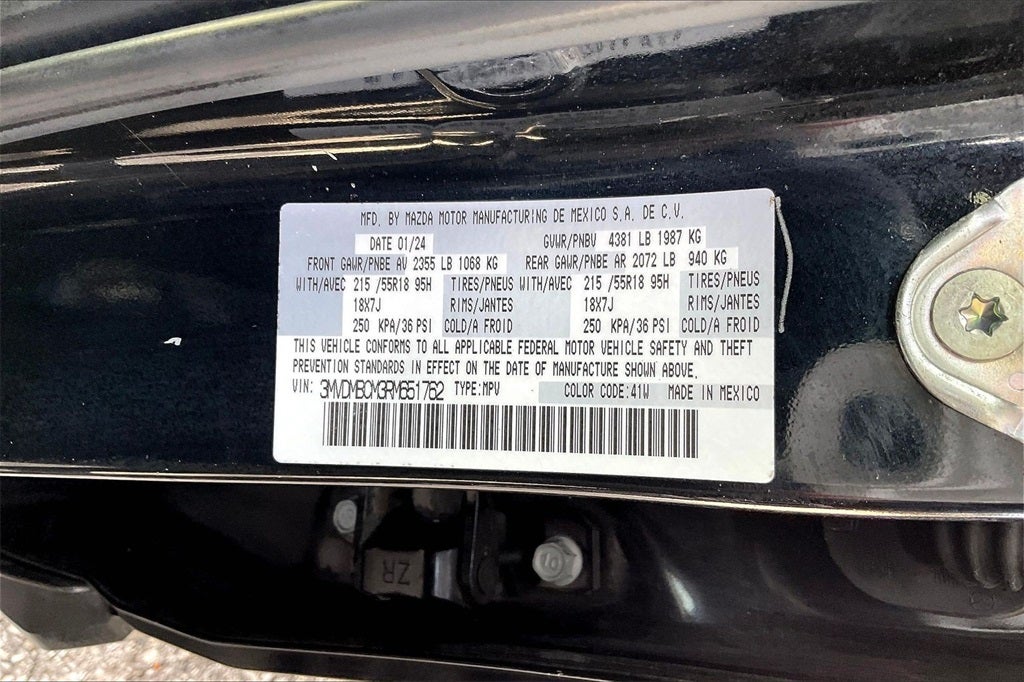 MFD. BY MAZDA MOTOR MANUFACTURING DE MEXICO S.A. DE C.V.
DATE 01/24 GVWR/PNBV 4381 LB 1987 KG
FRONT GAWR/PNBE AV 2355 LB 1068 KG REAR GAWR/PNBE AR 2072 LB 940 KG
WITH/AVEC 215 /55R18 95H TIRES/PNEUS WITH/AVEC 215 /55R18 95H TIRES/PNEUS
18X7J RIMS/JANTES 18X7J RIMS/JANTES
250 KPA/36 PSI COLD/A FROID 250 KPA/36 PSI COLD/A FROID
THIS VEHICLE CONFORMS TO ALL APPLICABLE FEDERAL MOTOR VEHICLE SAFETY AND THEFT
PREVENTION STANDARDS IN EFFECT ON THE DATE OF MANUFACTURE SHOWN ABOVE.
VIN: 3MVDMBCM3RM651762 TYPE:MPV COLOR CODE:41W MADE IN MEXICO
ZR
10